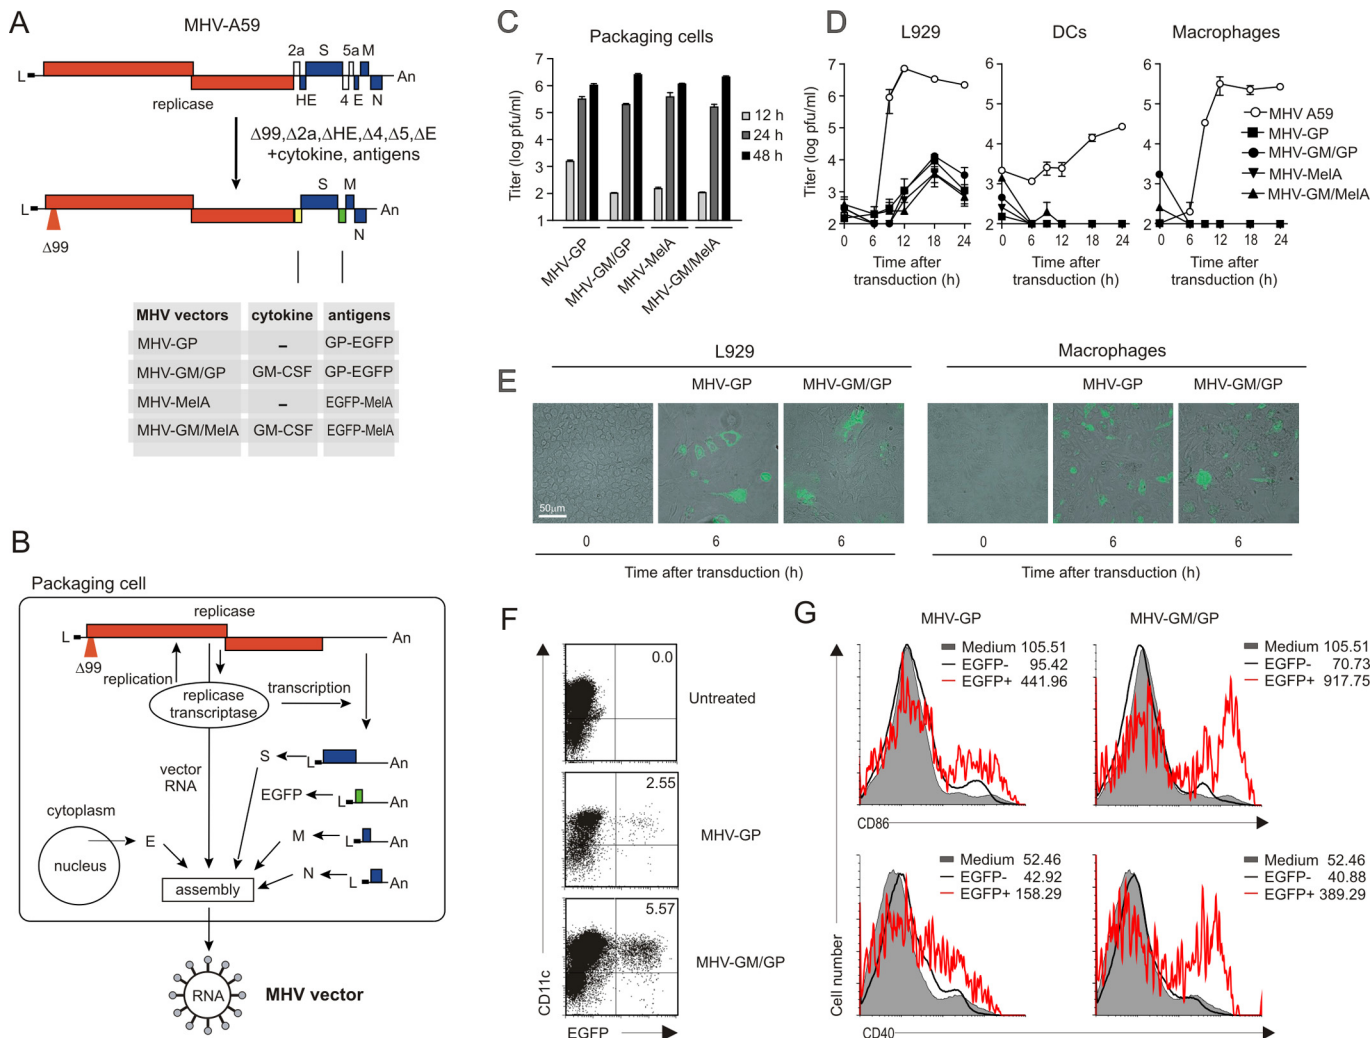 A
MHV-A59
2a S 5a M
L An
HE 4 E N
replicase
Δ99,Δ2a,ΔHE,Δ4,Δ5,ΔE
+cytokine, antigens
S M
L An
N
Δ99
MHV vectors cytokine antigens
MHV-GP – GP-EGFP
MHV-GM/GP GM-CSF GP-EGFP
MHV-MelA – EGFP-MelA
MHV-GM/MelA GM-CSF EGFP-MelA
B
Packaging cell
replicase
L An
Δ99
replication
replicase
transcriptase
transcription
vector
RNA
S L An
EGFP L An
cytoplasm
nucleus
E
M L An
N L An
assembly
RNA
MHV vector
C
Packaging cells
Titer (log pfu/ml)
7
6
5
4
3
2
1
12 h
24 h
48 h
MHV-GP
MHV-GM/GP
MHV-MelA
MHV-GM/MelA
D
L929 DCs Macrophages
Titer (log pfu/ml)
7
6
5
4
3
2
0 6 12 18 24
Time after
transduction (h)
6
5
4
3
2
0 6 12 18 24
Time after
transduction (h)
6
5
4
3
2
0 6 12 18 24
Time after
transduction (h)
MHV A59
MHV-GP
MHV-GM/GP
MHV-MelA
MHV-GM/MelA
E
L929 Macrophages
MHV-GP MHV-GM/GP MHV-GP MHV-GM/GP
50μm
0 6 6 0 6 6
Time after transduction (h) Time after transduction (h)
F
0.0
Untreated
2.55
MHV-GP
5.57
MHV-GM/GP
CD11c
EGFP
G
MHV-GP MHV-GM/GP
Medium 105.51
EGFP- 95.42
EGFP+ 441.96
Medium 105.51
EGFP- 70.73
EGFP+ 917.75
CD86
Medium 52.46
EGFP- 42.92
EGFP+ 158.29
Medium 52.46
EGFP- 40.88
EGFP+ 389.29
Cell number
CD40